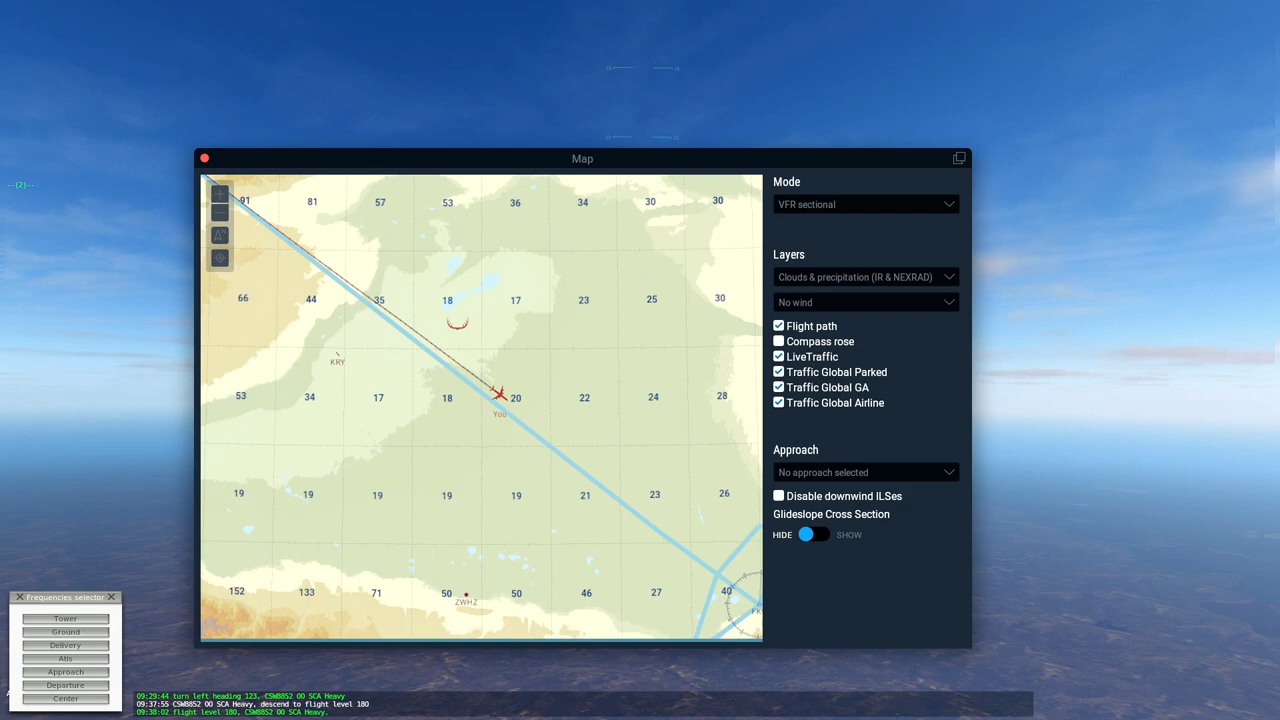 --(2)--
Map
91 81 57 53 36 34 30 30
66 44 35 18 17 23 25 30
KRY
53 34 17 18 20 22 24 28
You
19 19 19 19 19 21 23 26
152 133 71 50 50 46 27 40
ZWHZ
Mode
VFR sectional
Layers
Clouds & precipitation (IR & NEXRAD)
No wind
Flight path
Compass rose
LiveTraffic
Traffic Global Parked
Traffic Global GA
Traffic Global Airline
Approach
No approach selected
Disable downwind ILSes
Glideslope Cross Section
HIDE SHOW
Frequencies selector
Tower
Ground
Delivery
Atis
Approach
Departure
Center
09:29:44 turn left heading 123, CSW8852 OO SCA Heavy
09:37:55 CSW8852 OO SCA Heavy, descend to flight level 180
09:38:02 flight level 180, CSW8852 OO SCA Heavy.